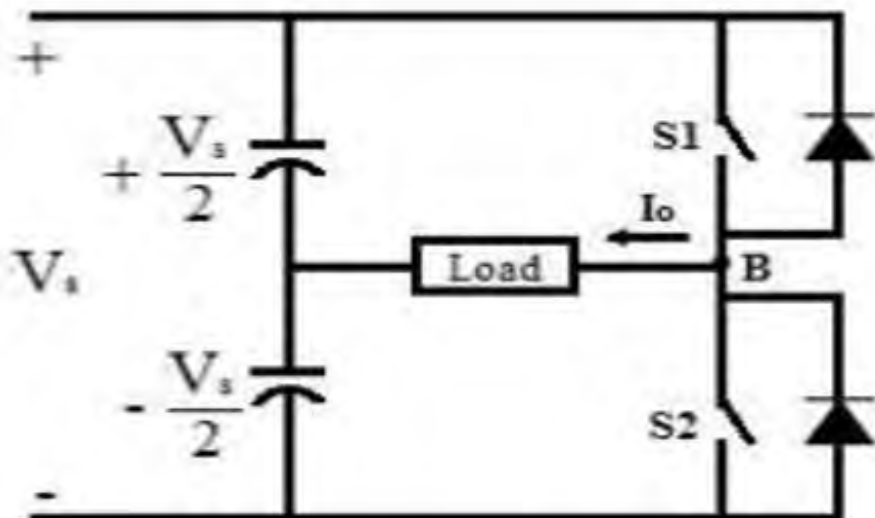 +
+ Vs/2
S1
Io
Vs
Load
B
- Vs/2
S2
-